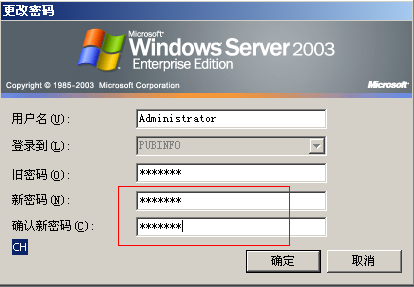 更改密码
Microsoft
Windows Server 2003
Enterprise Edition
Copyright © 1985-2003 Microsoft Corporation
Microsoft
用户名(U): Administrator
登录到(L): PUBINFO
旧密码(O): *******
新密码(N): *******
确认新密码(C): *******
CH
确定 取消